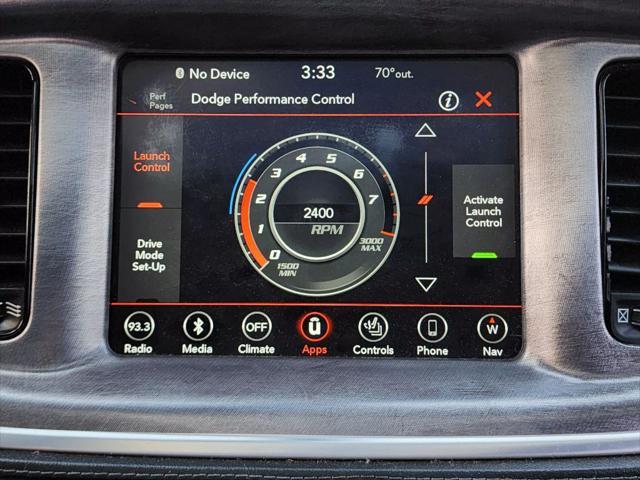 No Device 3:33 70°out.
Perf
Pages
Dodge Performance Control
Launch
Control
Drive
Mode
Set-Up
0 1 2 3 4 5 6 7
2400
RPM
1500
MIN
3000
MAX
Activate
Launch
Control
93.3 OFF W
Radio Media Climate Apps Controls Phone Nav